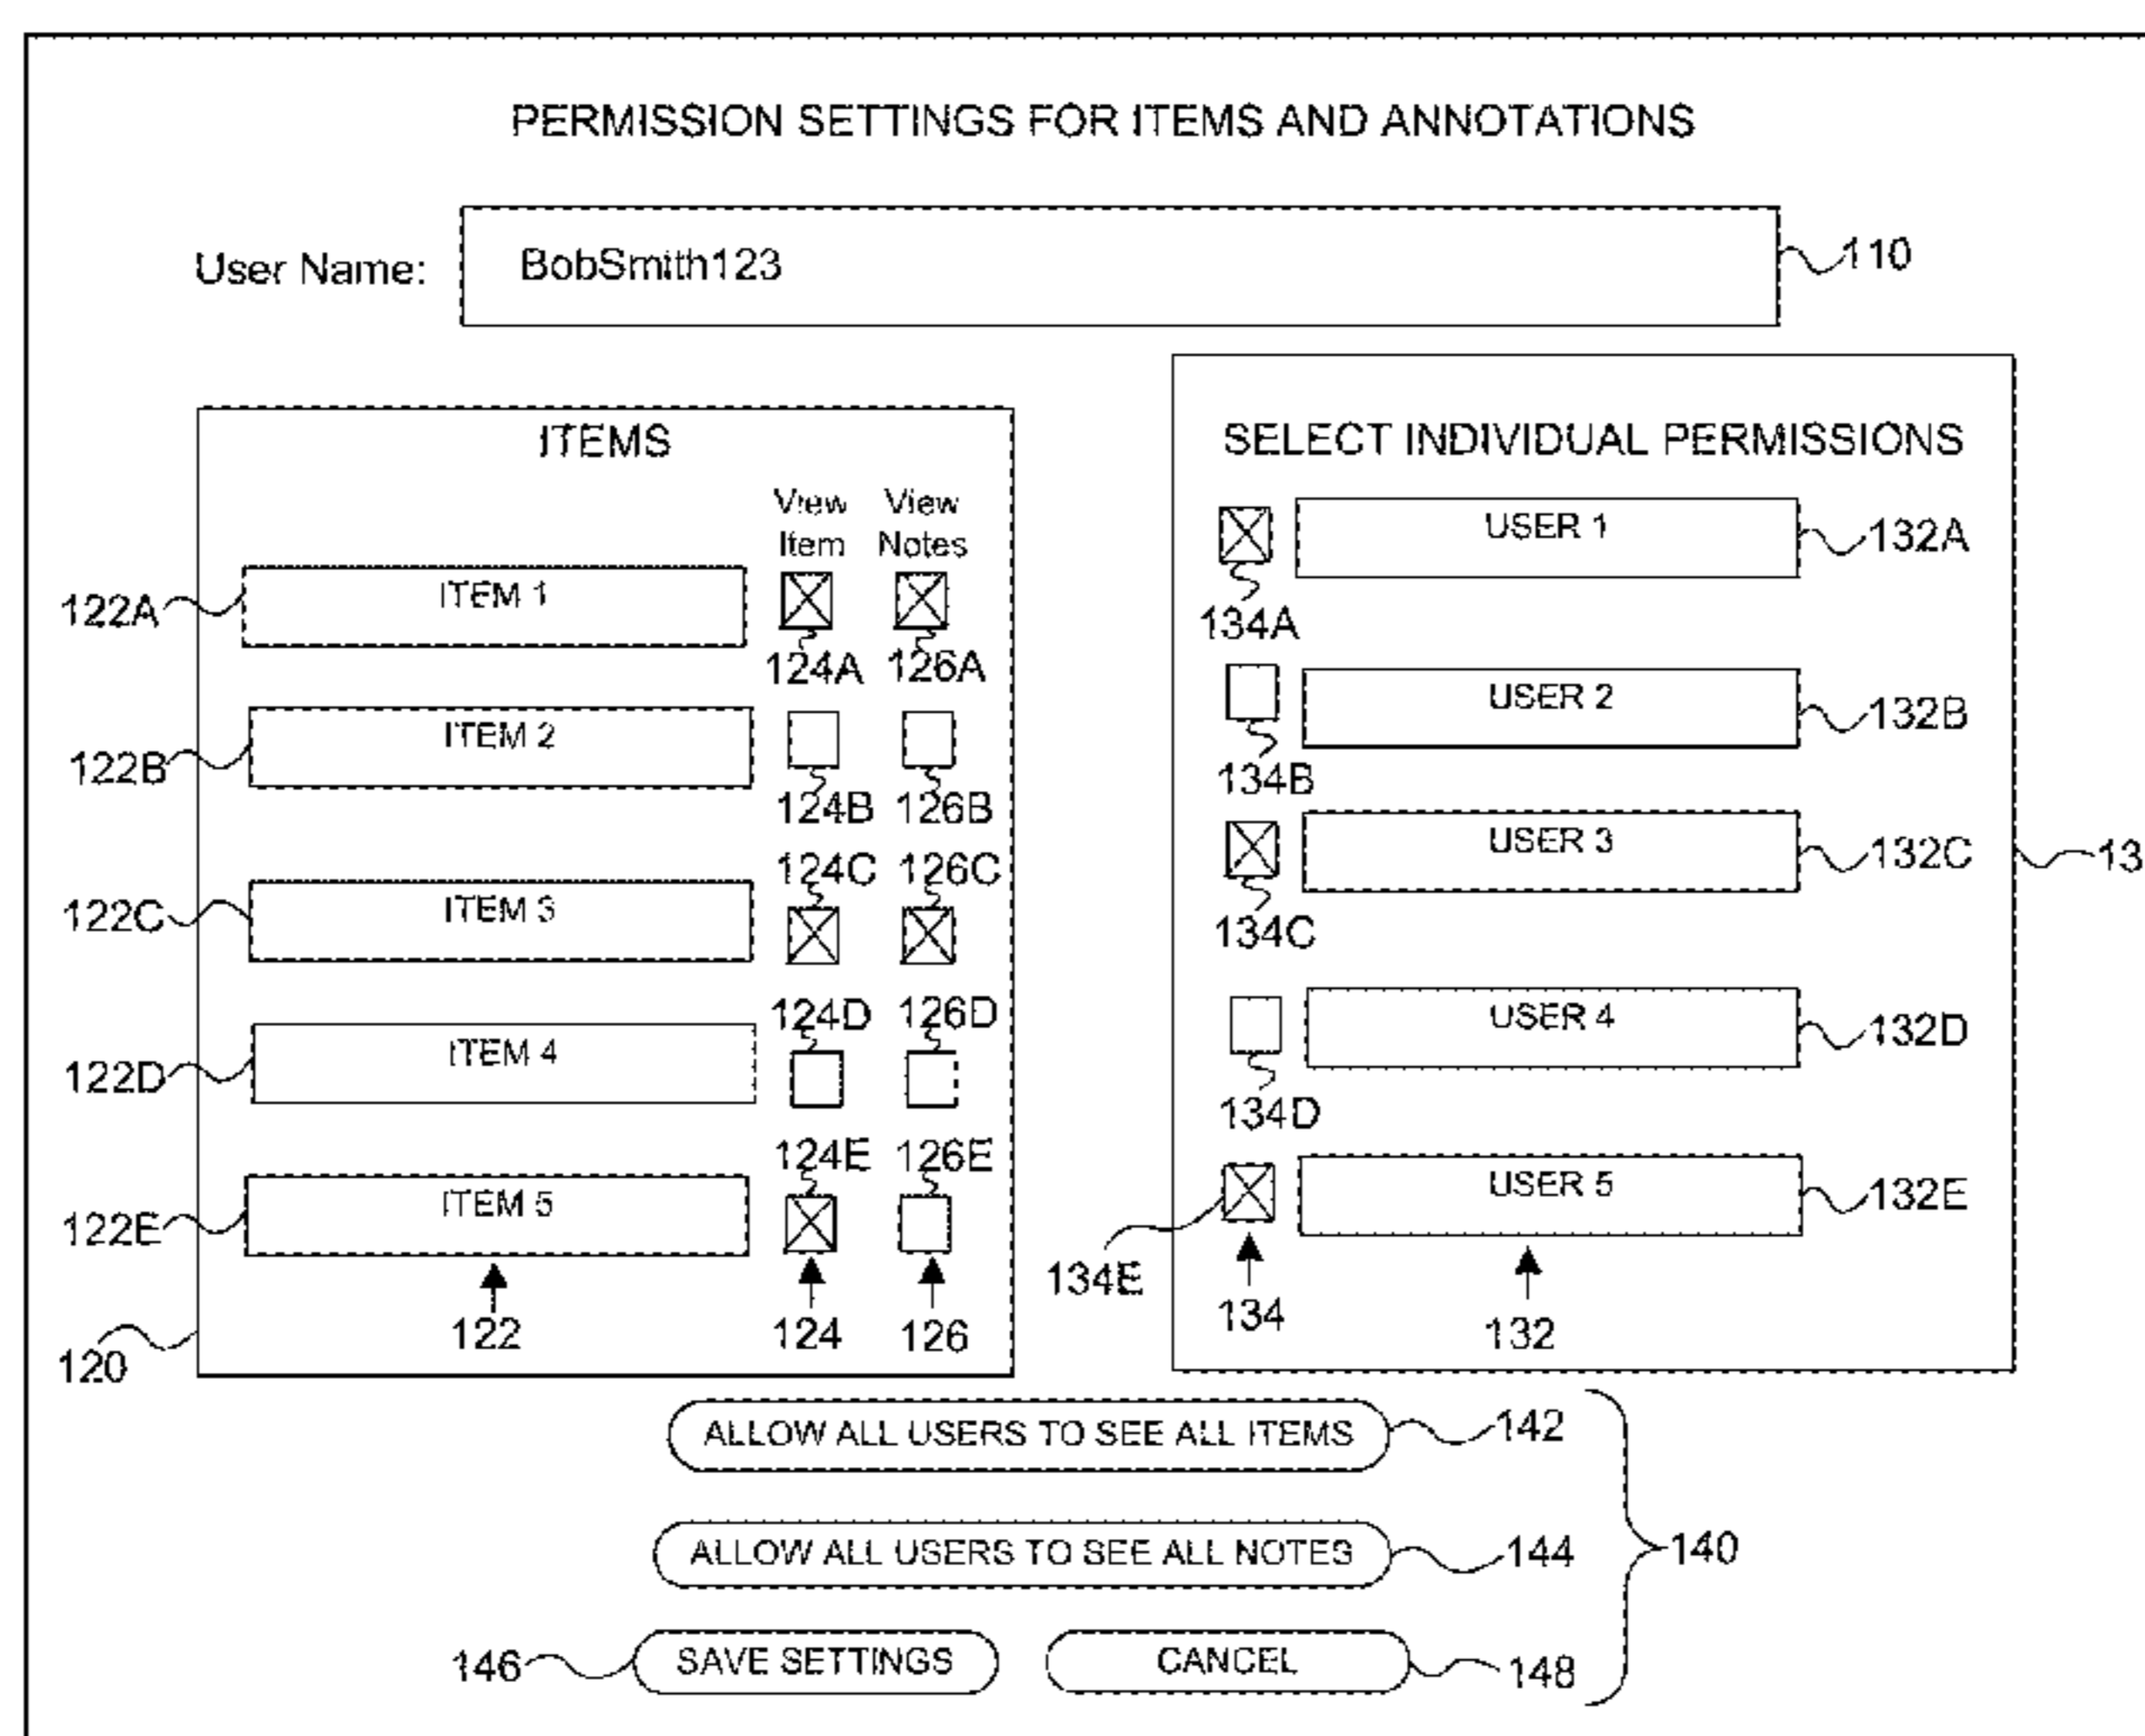 PERMISSION SETTINGS FOR ITEMS AND ANNOTATIONS
User Name: BobSmith123 110
ITEMS
View View
Item Notes
122A ITEM 1
124A 126A
122B ITEM 2
124B 126B
124C 126C
122C ITEM 3
124D 126D
122D ITEM 4
124E 126E
122E ITEM 5
122 124 126
120
SELECT INDIVIDUAL PERMISSIONS
USER 1 132A
134A
USER 2 132B
134B
USER 3 132C
13
134C
USER 4 132D
134D
USER 5 132E
134E 134 132
ALLOW ALL USERS TO SEE ALL ITEMS 142
ALLOW ALL USERS TO SEE ALL NOTES 144 140
146 SAVE SETTINGS CANCEL 148